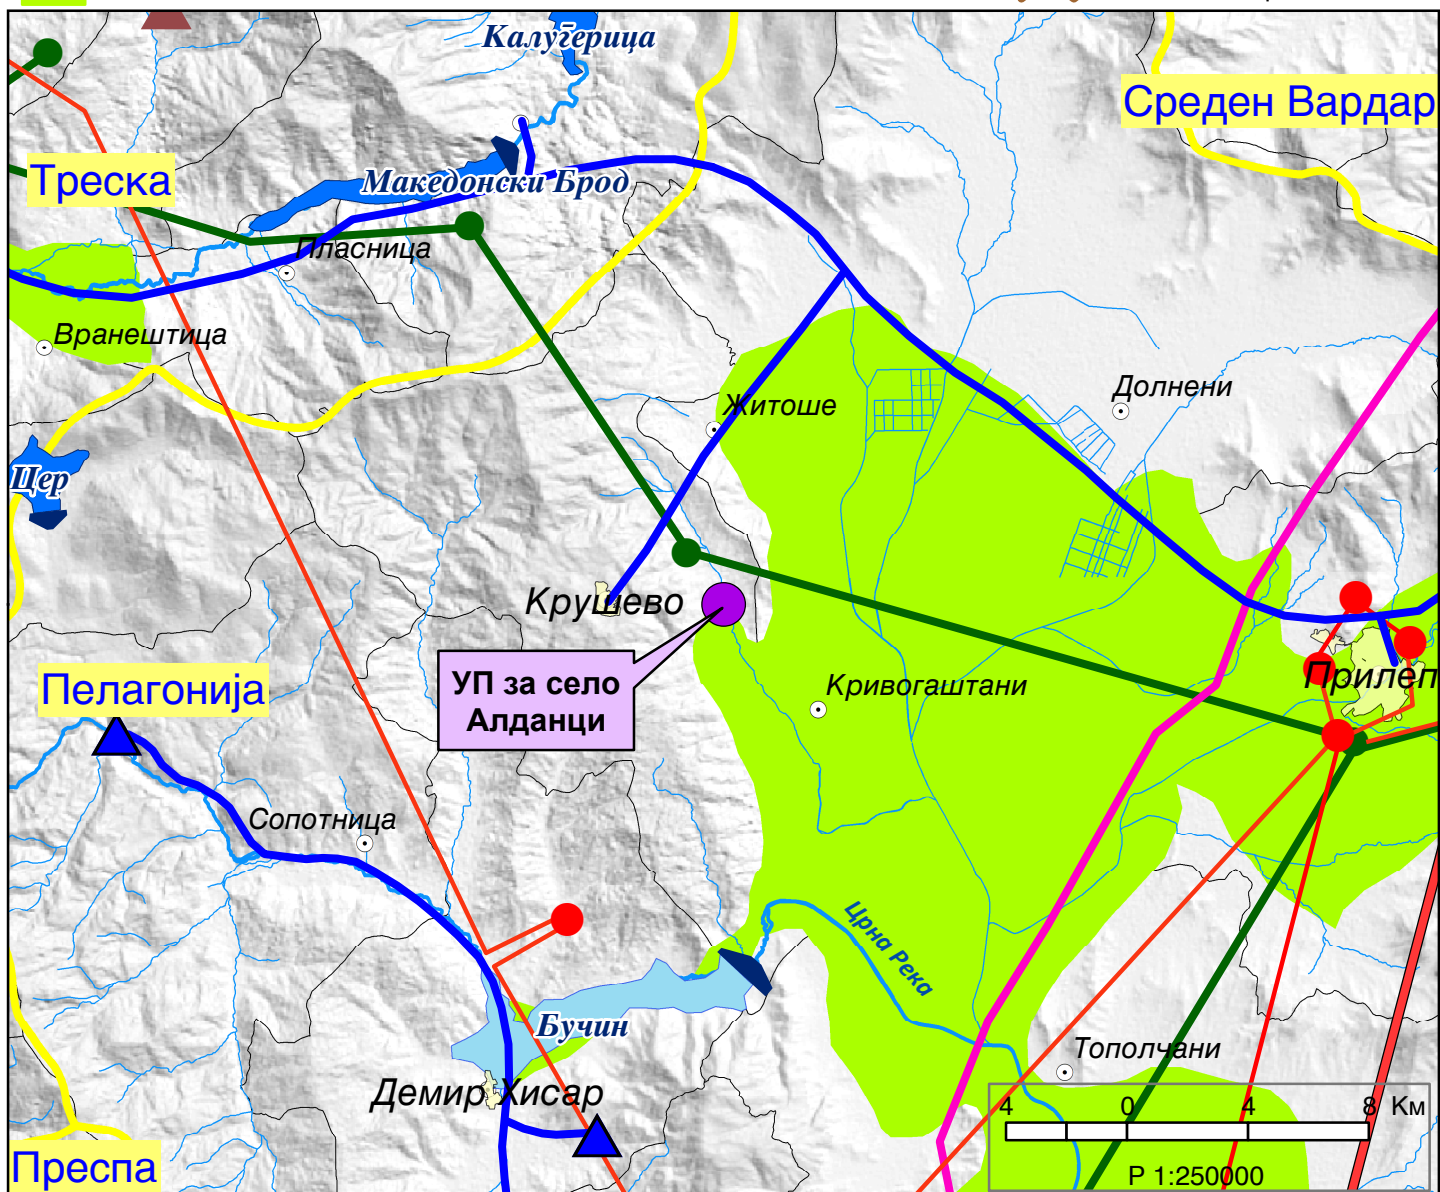 Калуѓерица
Среден Вардар
Треска
Македонски Брод
Пласница
Вранештица
Долнени
Житоше
Цер
Крушево
УП за село
Алданци
Пелагонија
Кривогаштани
Прилеп
Сопотница
Црна Река
Бучин
Тополчани
Демир Хисар
4 0 4 8 Км
Р 1:250000
Преспа